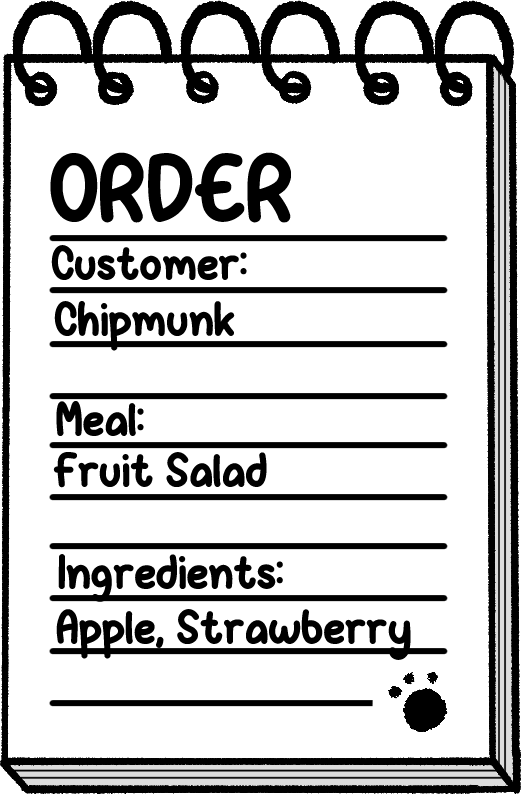 ORDER
Customer:
Chipmunk
Meal:
Fruit Salad
Ingredients:
Apple, Strawberry